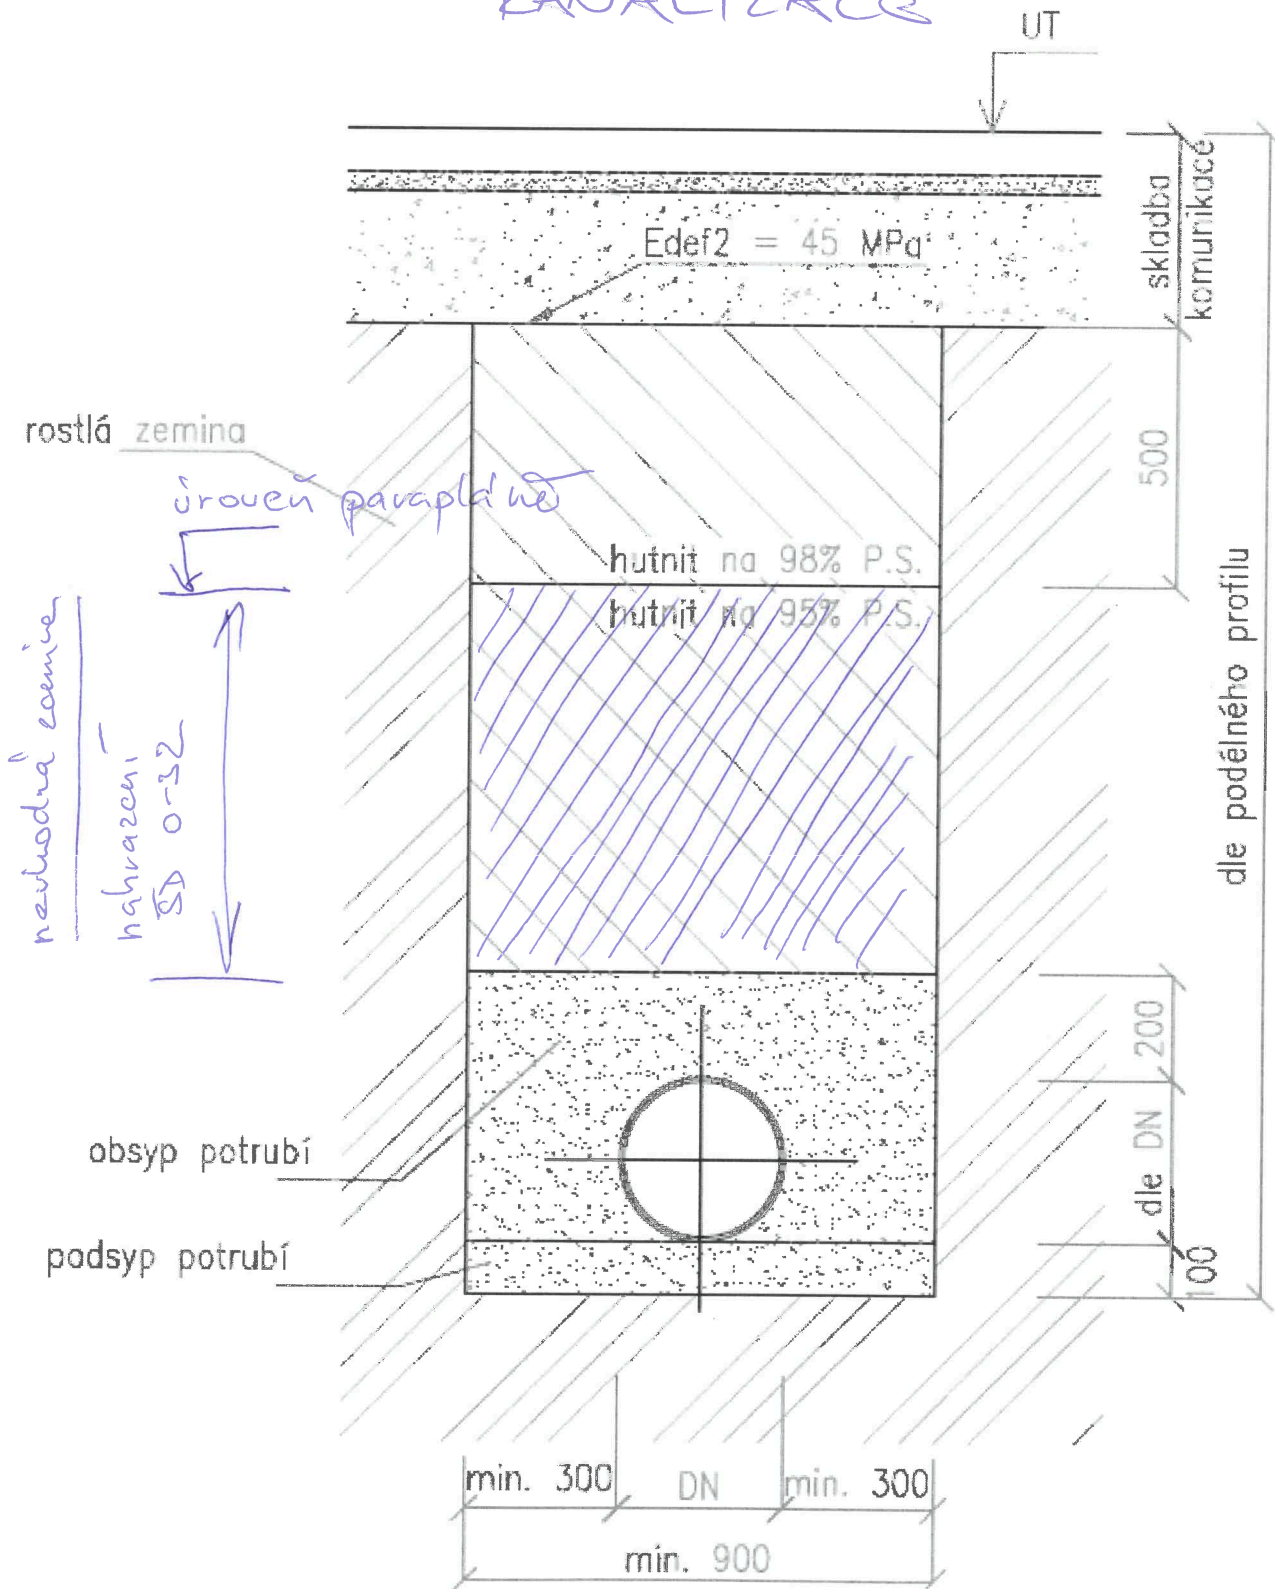 KANALIZACE
UT
skladba
komunikace
Edef2 = 45 MPa
rostlá zemina
500
úroveň parapláně
hutnit na 98% P.S.
hutnit na 95% P.S.
nevhodná zemina
nahrazení
ŠD 0-32
dle podélného profilu
200
obsyp potrubí
dle DN
podsyp potrubí
100
min. 300
DN
min. 300
min. 900